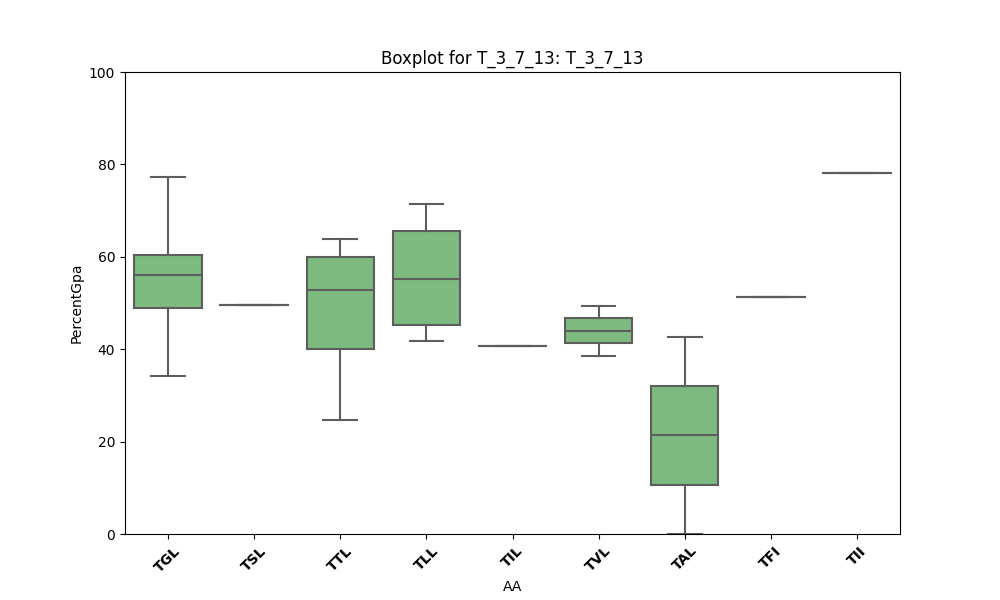 Boxplot for T_3_7_13: T_3_7_13
100
80
60
40
20
0
PercentGpa
TGL TSL TTL TLL TIL TVL TAL TFI TII
AA